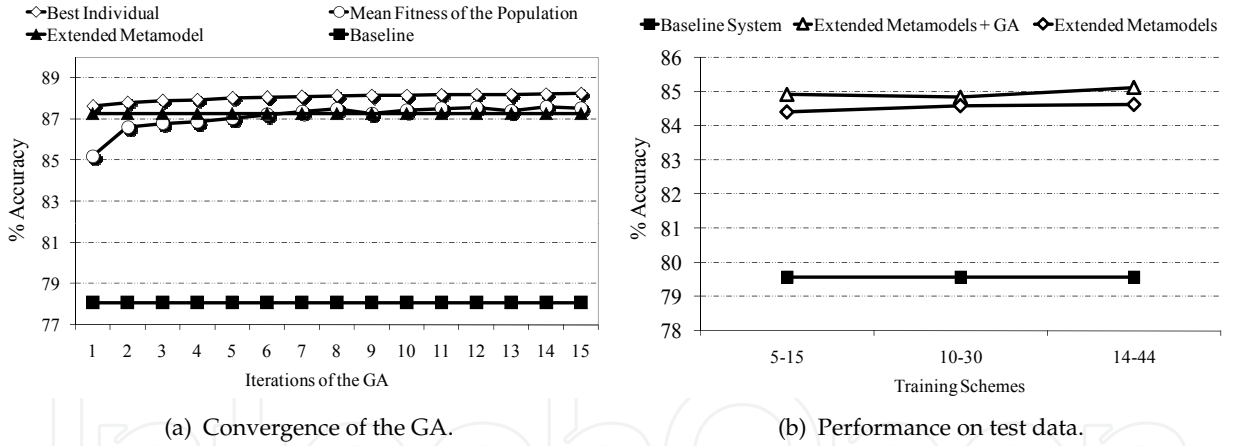 Best Individual Mean Fitness of the Population
Extended Metamodel Baseline
89
87
85
83
81
79
77
% Accuracy
1 2 3 4 5 6 7 8 9 10 11 12 13 14 15
Iterations of the GA
(a) Convergence of the GA.
Baseline System Extended Metamodels + GA Extended Metamodels
86
85
84
83
82
81
80
79
78
% Accuracy
5-15 10-30 14-44
Training Schemes
(b) Performance on test data.